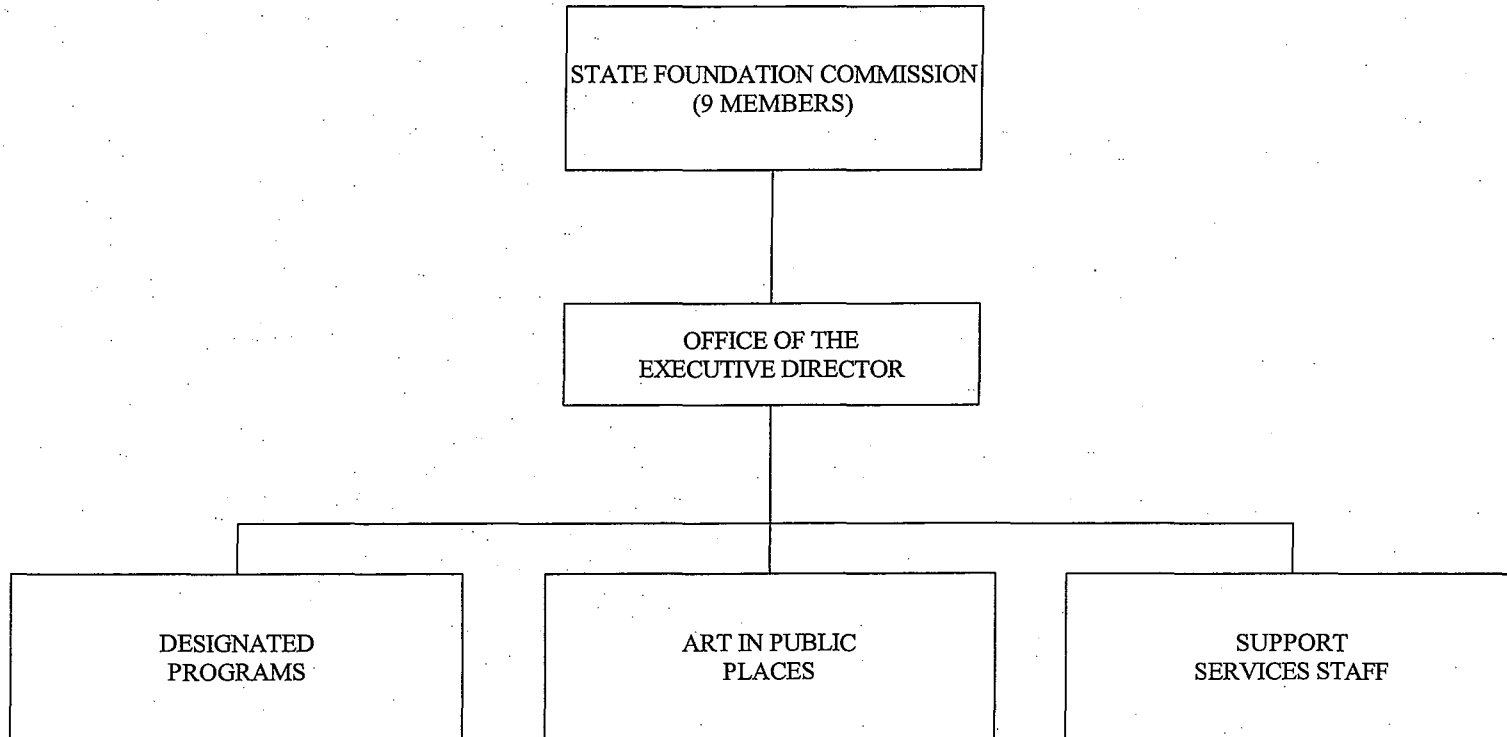 STATE FOUNDATION COMMISSION
(9 MEMBERS)
OFFICE OF THE
EXECUTIVE DIRECTOR
DESIGNATED
PROGRAMS
ART IN PUBLIC
PLACES
SUPPORT
SERVICES STAFF